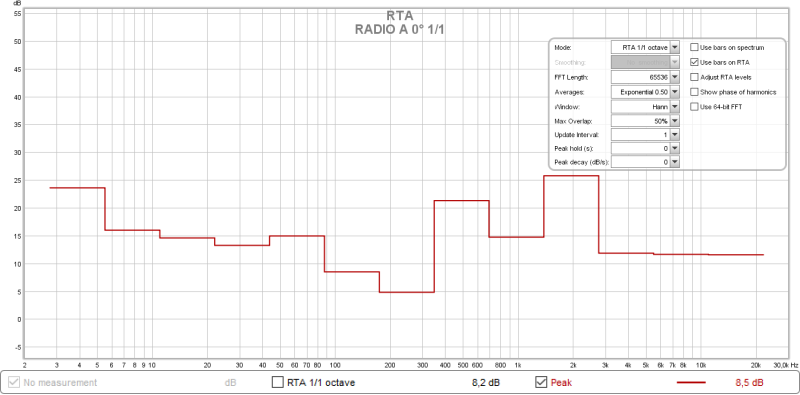 dB
RTA
RADIO A 0° 1/1
55
50
45
40
35
30
25
20
15
10
5
0
-5
Mode: RTA 1/1 octave Use bars on spectrum
Smoothing: Use bars on RTA
FFT Length: 65536 Adjust RTA levels
Averages: Exponential 0,50 Show phase of harmonics
Window: Hann Use 64-bit FFT
Max Overlap: 50%
Update Interval: 1
Peak hold (s): 0
Peak decay (dB/s): 0
2 3 4 5 6 7 8 9 10 20 30 40 50 60 70 80 100 200 300 400 500 600 800 1k 2k 3k 4k 5k 6k 7k 8k 10k 20k 30,0k Hz
No measurement dB RTA 1/1 octave 8,2 dB Peak 8,5 dB